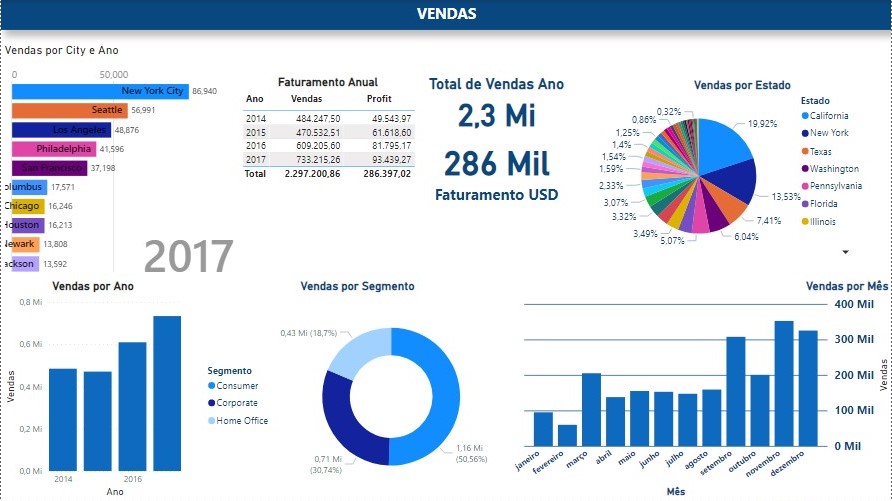 VENDAS
Vendas por City e Ano
0 50,000
New York City 86,940
Seattle 56,991
Los Angeles 48,876
Philadelphia 41,596
San Francisco 37,198
olumbus 17,571
Chicago 16,246
Houston 16,213
Newark 13,808
ackson 13,592
2017
Faturamento Anual
Ano Vendas Profit
2014 484.247,50 49.543,97
2015 470.532,51 61.618,60
2016 609.205,60 81.795,17
2017 733.215,26 93.439,27
Total 2.297.200,86 286.397,02
Total de Vendas Ano
2,3 Mi
286 Mil
Faturamento USD
Vendas por Estado
19,92%
13,53%
7,41%
6,04%
5,07%
3,49%
3,32%
3,07%
2,33%
1,59%
1,54%
1,4%
1,25%
0,86%
0,32%
Estado
California
New York
Texas
Washington
Pennsylvania
Florida
Illinois
Vendas por Ano
0,8 Mi
0,6 Mi
0,4 Mi
0,2 Mi
0,0 Mi
Vendas
2014 2016
Ano
Vendas por Segmento
Segmento
Consumer
Corporate
Home Office
0,43 Mi (18,7%)
0,71 Mi
(30,74%)
1,16 Mi
(50,56%)
Vendas por Mês
400 Mil
300 Mil
200 Mil
100 Mil
0 Mil
Vendas
janeiro
fevereiro
março
abril
maio
junho
julho
agosto
setembro
outubro
novembro
dezembro
Mês